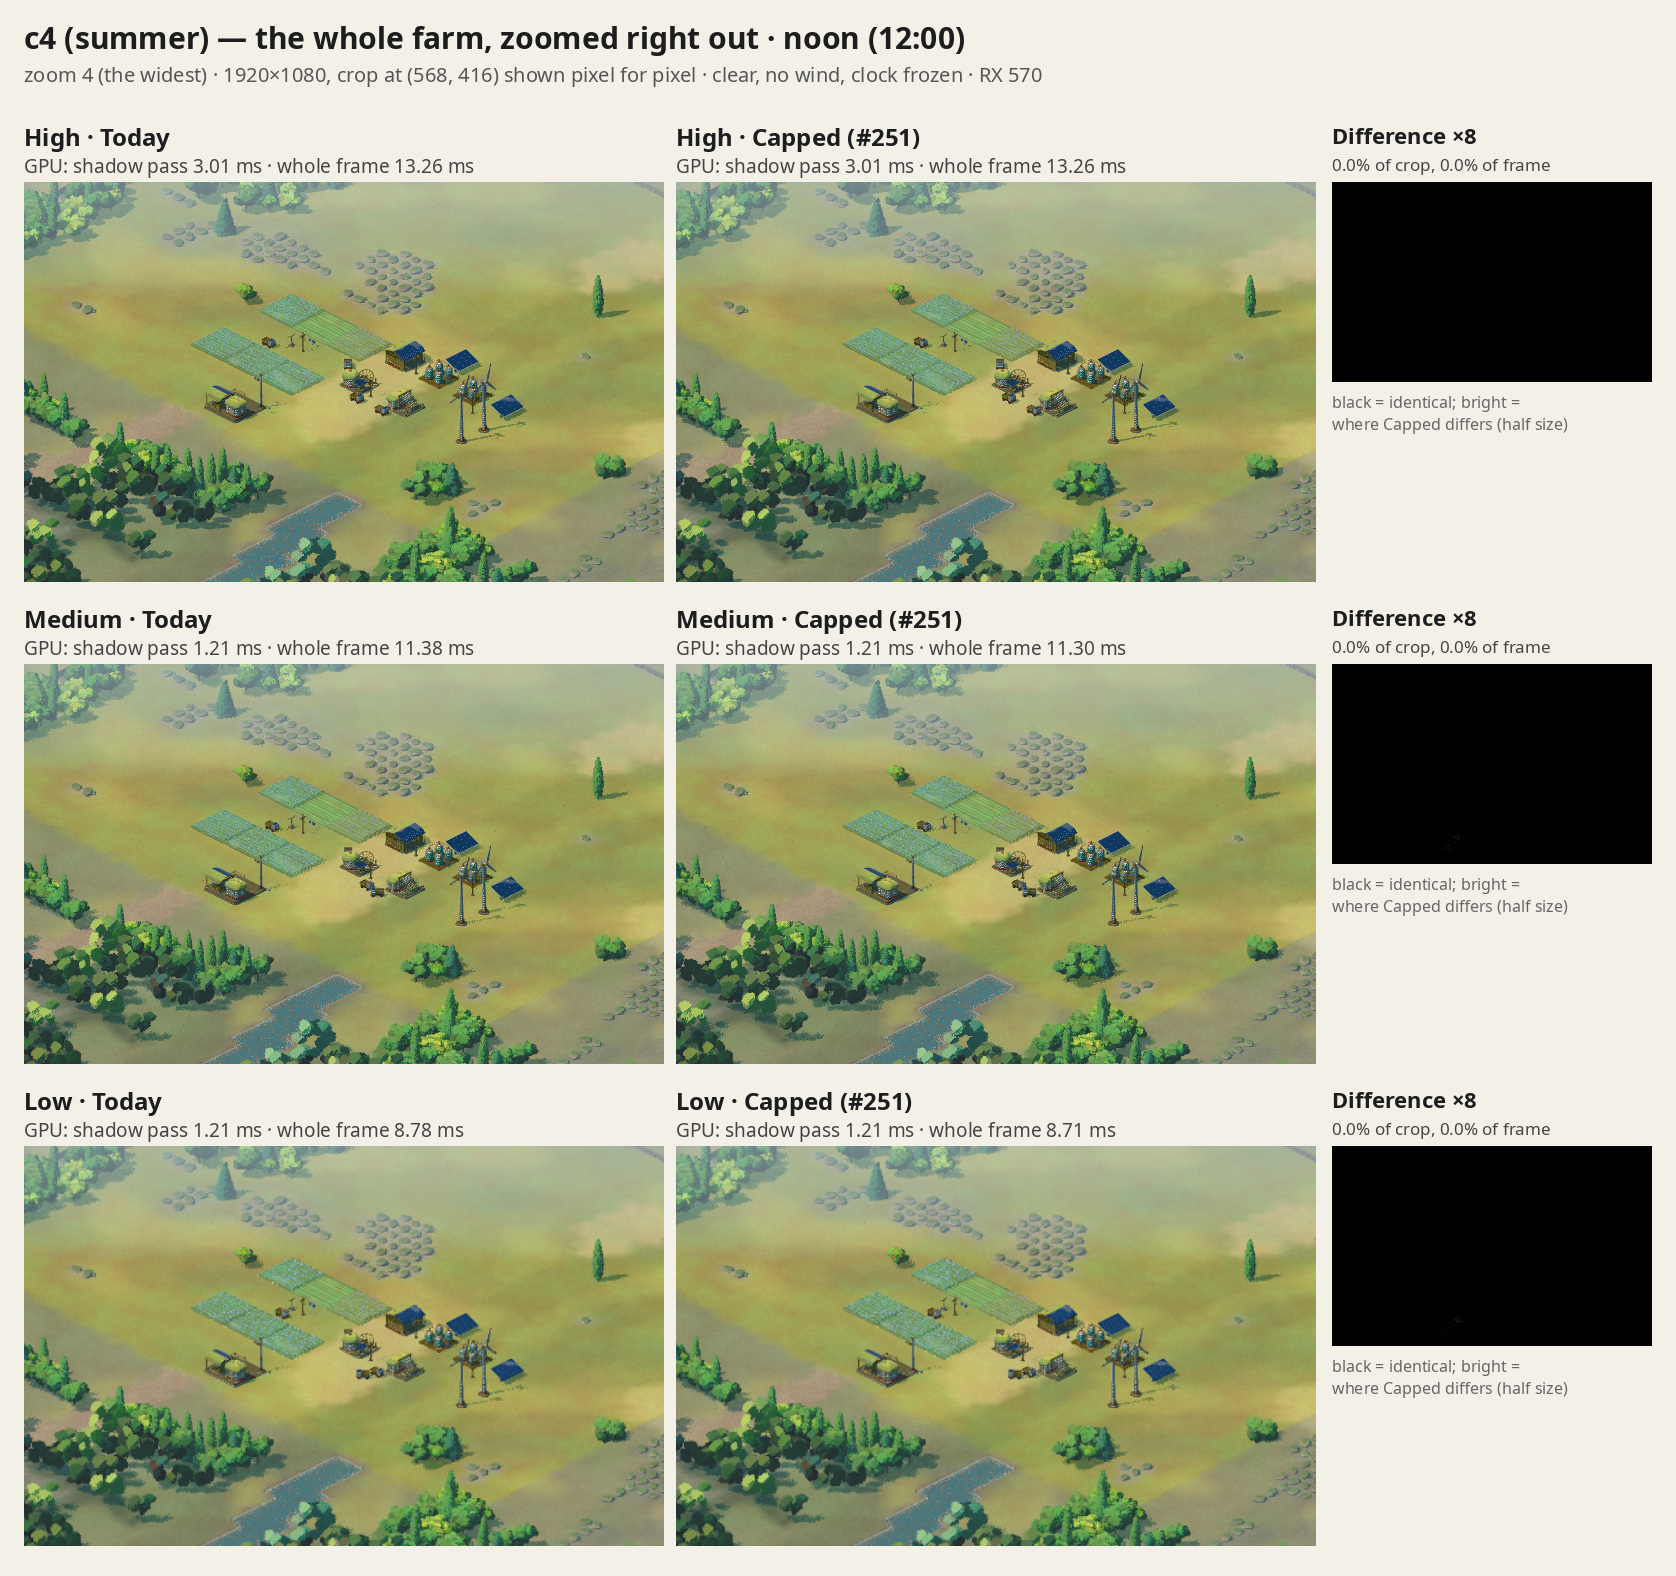 c4 (summer) — the whole farm, zoomed right out · noon (12:00)
zoom 4 (the widest) · 1920×1080, crop at (568, 416) shown pixel for pixel · clear, no wind, clock frozen · RX 570
High · Today
GPU: shadow pass 3.01 ms · whole frame 13.26 ms
High · Capped (#251)
GPU: shadow pass 3.01 ms · whole frame 13.26 ms
Difference ×8
0.0% of crop, 0.0% of frame
black = identical; bright =
where Capped differs (half size)
Medium · Today
GPU: shadow pass 1.21 ms · whole frame 11.38 ms
Medium · Capped (#251)
GPU: shadow pass 1.21 ms · whole frame 11.30 ms
Difference ×8
0.0% of crop, 0.0% of frame
black = identical; bright =
where Capped differs (half size)
Low · Today
GPU: shadow pass 1.21 ms · whole frame 8.78 ms
Low · Capped (#251)
GPU: shadow pass 1.21 ms · whole frame 8.71 ms
Difference ×8
0.0% of crop, 0.0% of frame
black = identical; bright =
where Capped differs (half size)